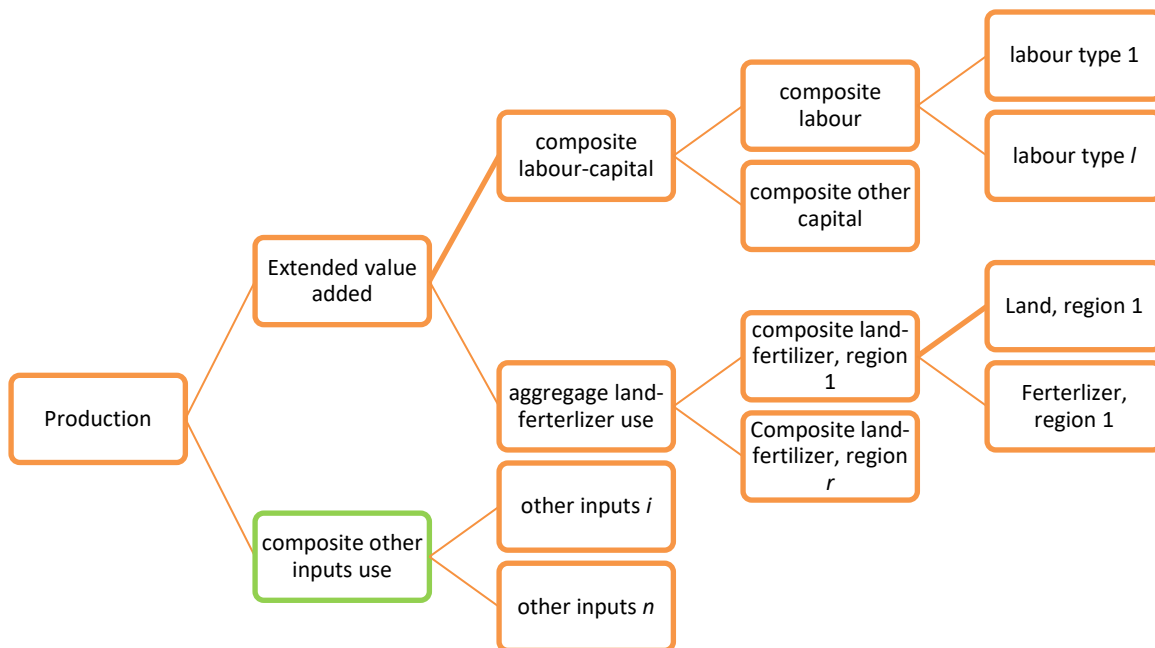 Production
Extended value
added
composite other
inputs use
composite
labour-capital
aggregage land-
ferterlizer use
other inputs i
other inputs n
composite
labour
composite other
capital
composite land-
fertilizer, region
1
Composite land-
fertilizer, region
r
labour type 1
labour type l
Land, region 1
Ferterlizer,
region 1